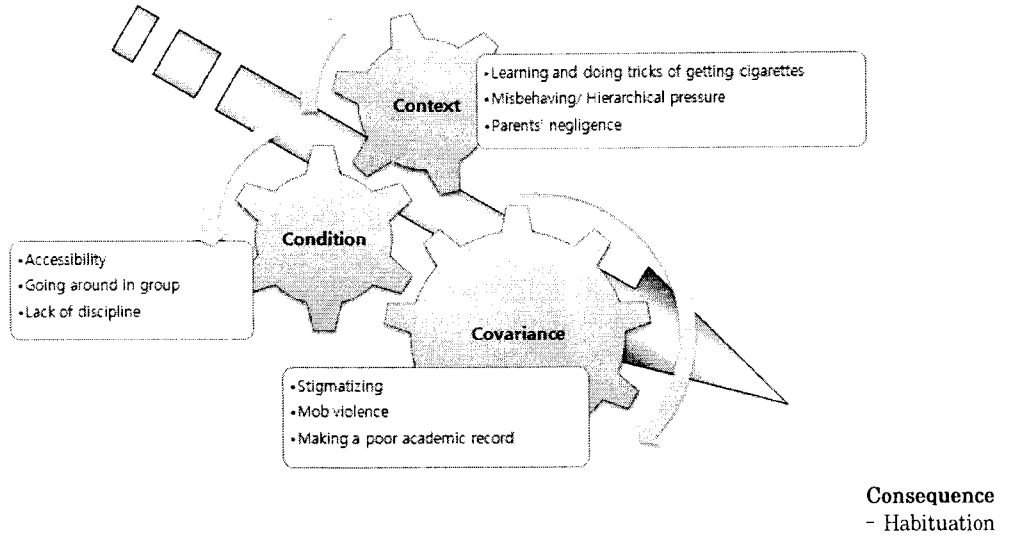 Context
•Learning and doing tricks of getting cigarettes
•Misbehaving/ Hierarchical pressure
•Parents' negligence
Condition
•Accessibility
•Going around in group
•Lack of discipline
Covariance
•Stigmatizing
•Mob violence
•Making a poor academic record
Consequence
- Habituation